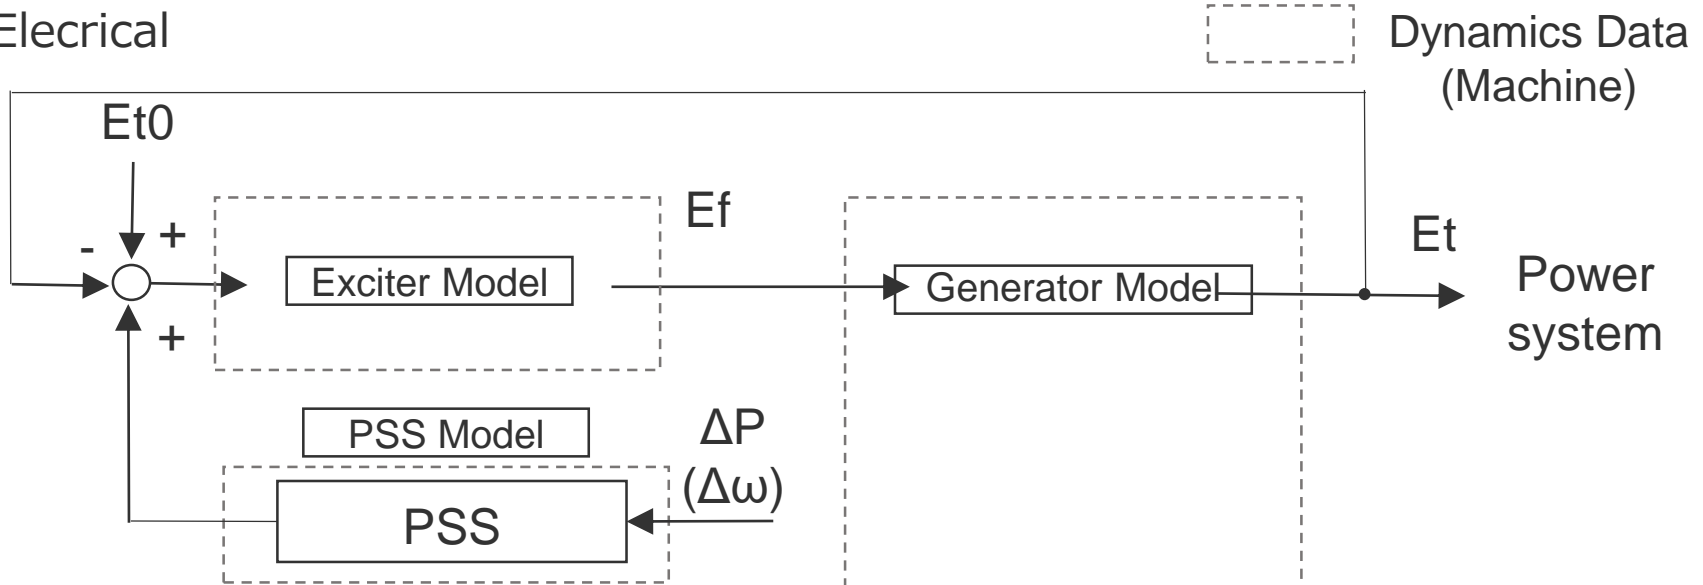 Elecrical
Dynamics Data
(Machine)
Et0
Ef
+
-
Et
Exciter Model
Generator Model
Power
system
+
PSS Model
ΔP
(Δω)
PSS